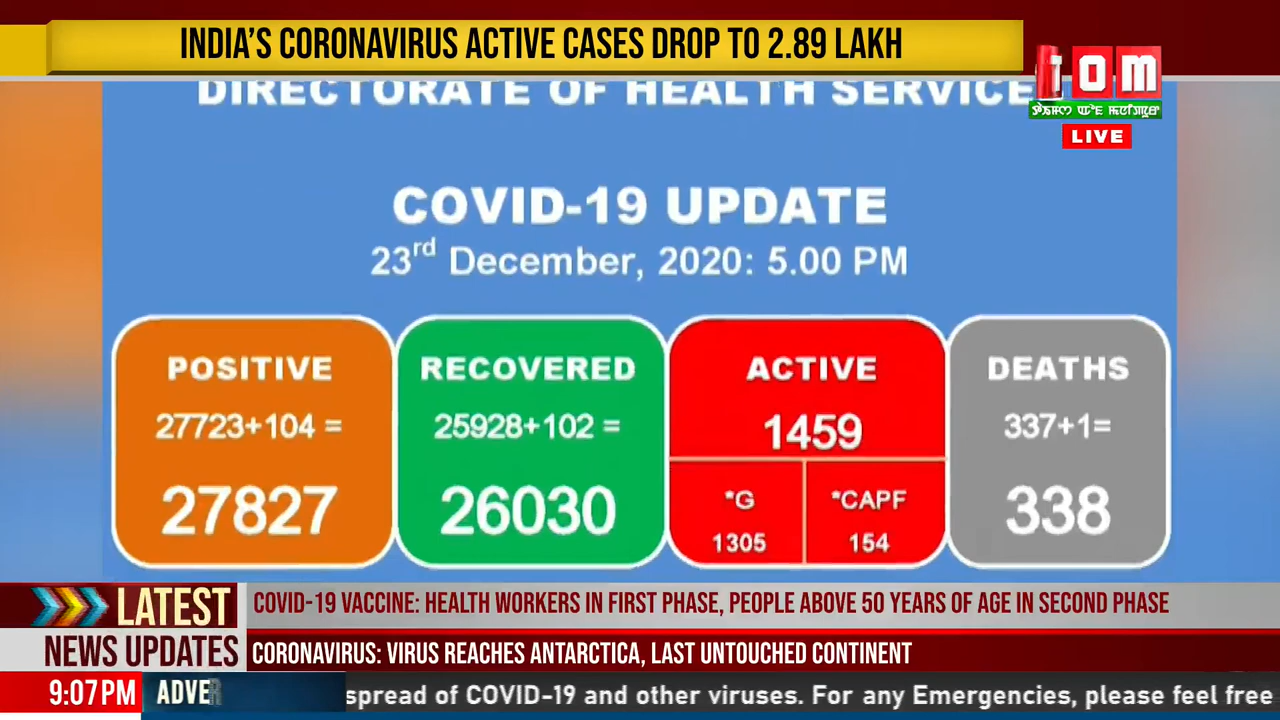 INDIA'S CORONAVIRUS ACTIVE CASES DROP TO 2.89 LAKH
tom
LIVE
DIRECTORATE OF HEALTH SERVICE
COVID-19 UPDATE
23rd December, 2020: 5.00 PM
POSITIVE
27723+104 =
27827
RECOVERED
25928+102 =
26030
ACTIVE
1459
*G
1305
*CAPF
154
DEATHS
337+1=
338
LATEST
NEWS UPDATES
COVID-19 VACCINE: HEALTH WORKERS IN FIRST PHASE, PEOPLE ABOVE 50 YEARS OF AGE IN SECOND PHASE
CORONAVIRUS: VIRUS REACHES ANTARCTICA, LAST UNTOUCHED CONTINENT
9:07 PM
ADVE
spread of COVID-19 and other viruses. For any Emergencies, please feel free